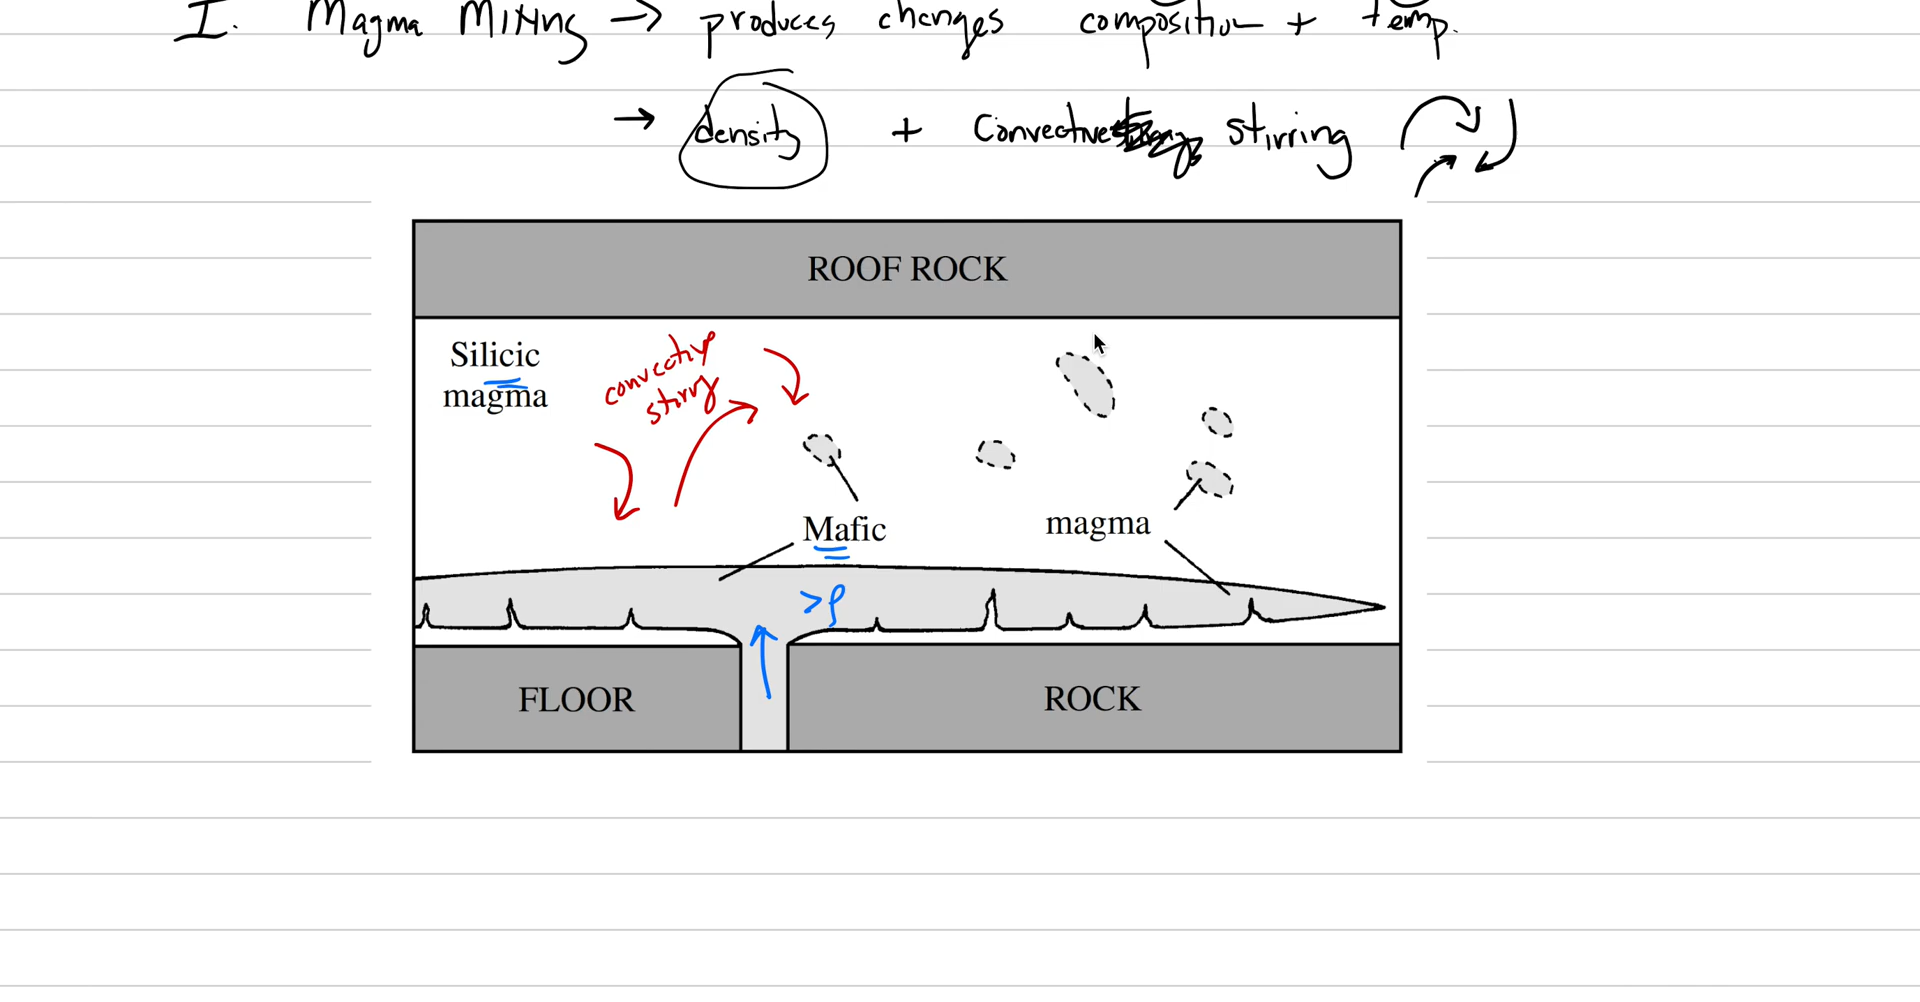 I. Magma Mixing → produces changes composition + temp.
→ density + Convective stirring
ROOF ROCK
Silicic
magma
convective
stirring
Mafic magma
>ρ
FLOOR ROCK